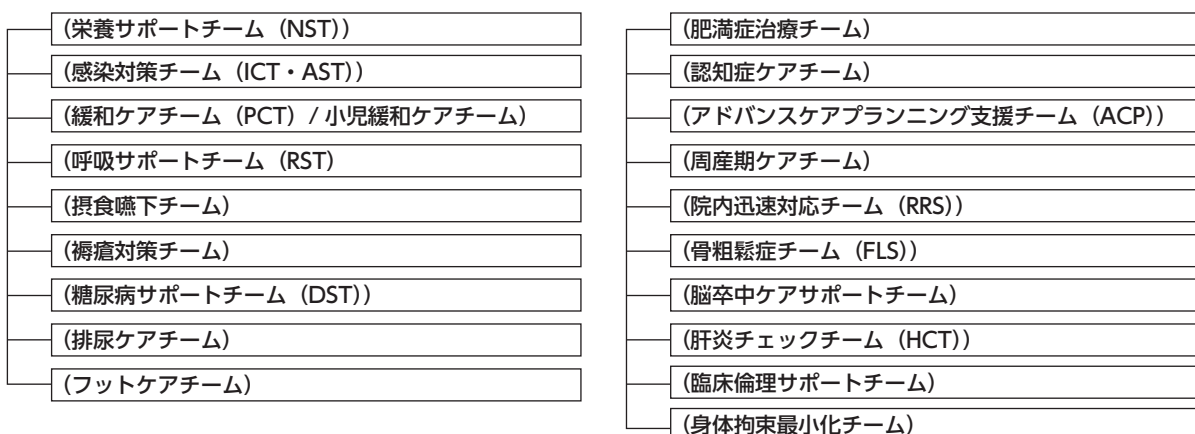 (栄養サポートチーム(NST))
(感染対策チーム(ICT・AST))
(緩和ケアチーム(PCT)/ 小児緩和ケアチーム)
(呼吸サポートチーム(RST)
(摂食嚥下チーム)
(褥瘡対策チーム)
(糖尿病サポートチーム(DST))
(排尿ケアチーム)
(フットケアチーム)
(肥満症治療チーム)
(認知症ケアチーム)
(アドバンスケアプランニング支援チーム(ACP))
(周産期ケアチーム)
(院内迅速対応チーム(RRS))
(骨粗鬆症チーム(FLS))
(脳卒中ケアサポートチーム)
(肝炎チェックチーム(HCT))
(臨床倫理サポートチーム)
(身体拘束最小化チーム)